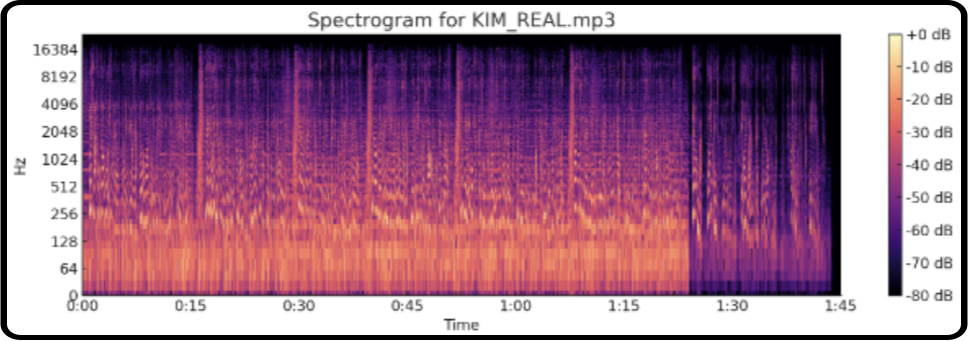 Spectrogram for KIM_REAL.mp3
Hz
16384
8192
4096
2048
1024
512
256
128
64
0
0:00 0:15 0:30 0:45 1:00 1:15 1:30 1:45
Time
+0 dB
-10 dB
-20 dB
-30 dB
-40 dB
-50 dB
-60 dB
-70 dB
-80 dB